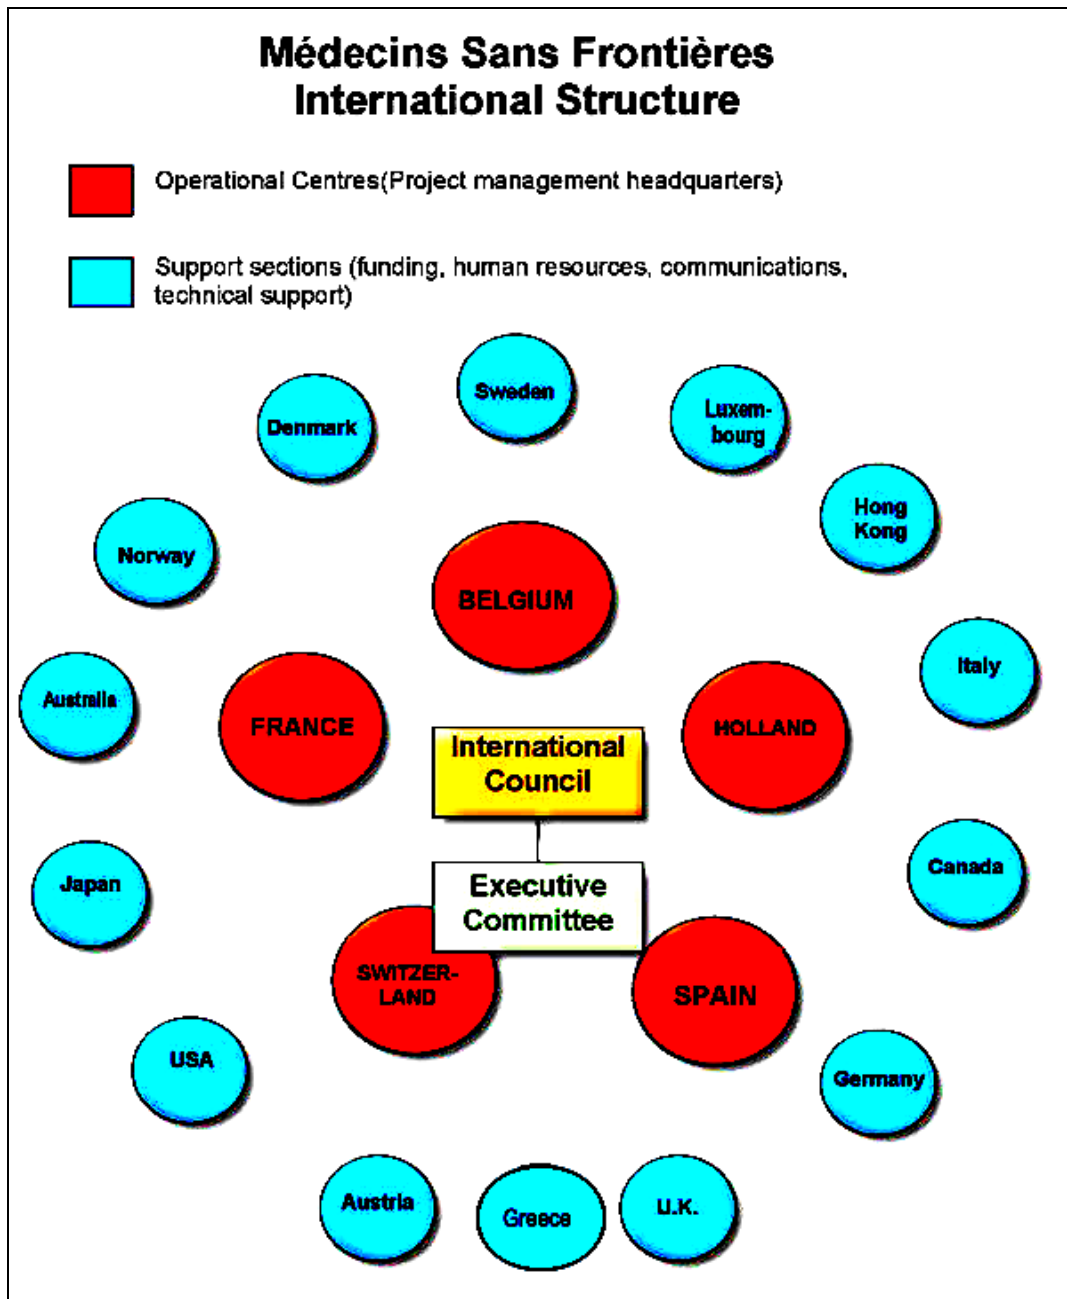 Médecins Sans Frontières
International Structure
Operational Centres(Project management headquarters)
Support sections (funding, human resources, communications,
technical support)
Sweden
Denmark
Luxem-
bourg
Hong
Kong
Norway
BELGIUM
Italy
Australia
FRANCE
HOLLAND
International
Council
Japan
Executive
Committee
Canada
SWITZER-
LAND
SPAIN
USA
Germany
Austria
Greece
U.K.